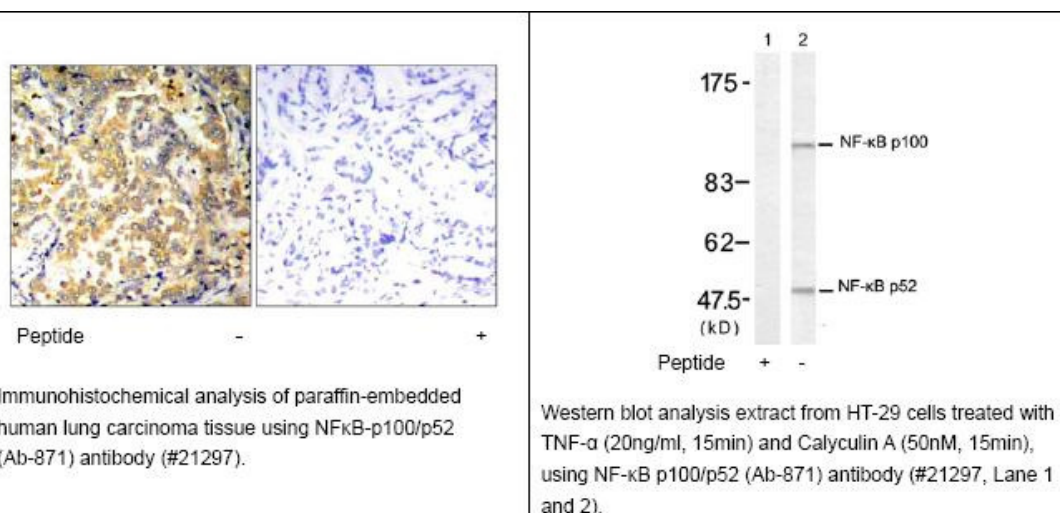 Peptide - +
Immunohistochemical analysis of paraffin-embedded
human lung carcinoma tissue using NFκB-p100/p52
(Ab-871) antibody (#21297).
1 2
175-
NF-κB p100
83-
62-
NF-κB p52
47.5-
(kD)
Peptide + -
Western blot analysis extract from HT-29 cells treated with
TNF-α (20ng/ml, 15min) and Calyculin A (50nM, 15min),
using NF-κB p100/p52 (Ab-871) antibody (#21297, Lane 1
and 2).